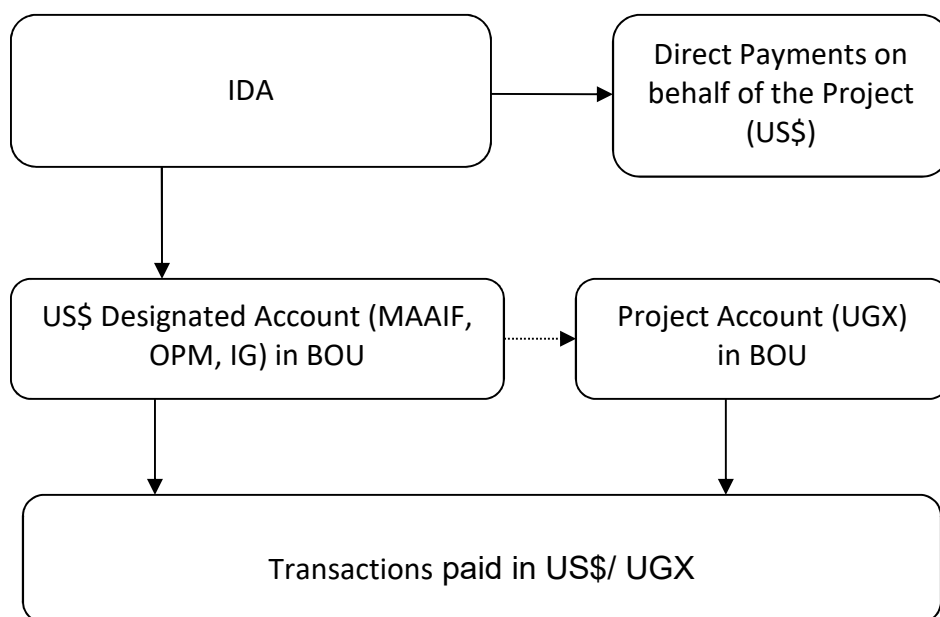 IDA
Direct Payments on
behalf of the Project
(US$)
US$ Designated Account (MAAIF,
OPM, IG) in BOU
Project Account (UGX)
in BOU
Transactions paid in US$/ UGX